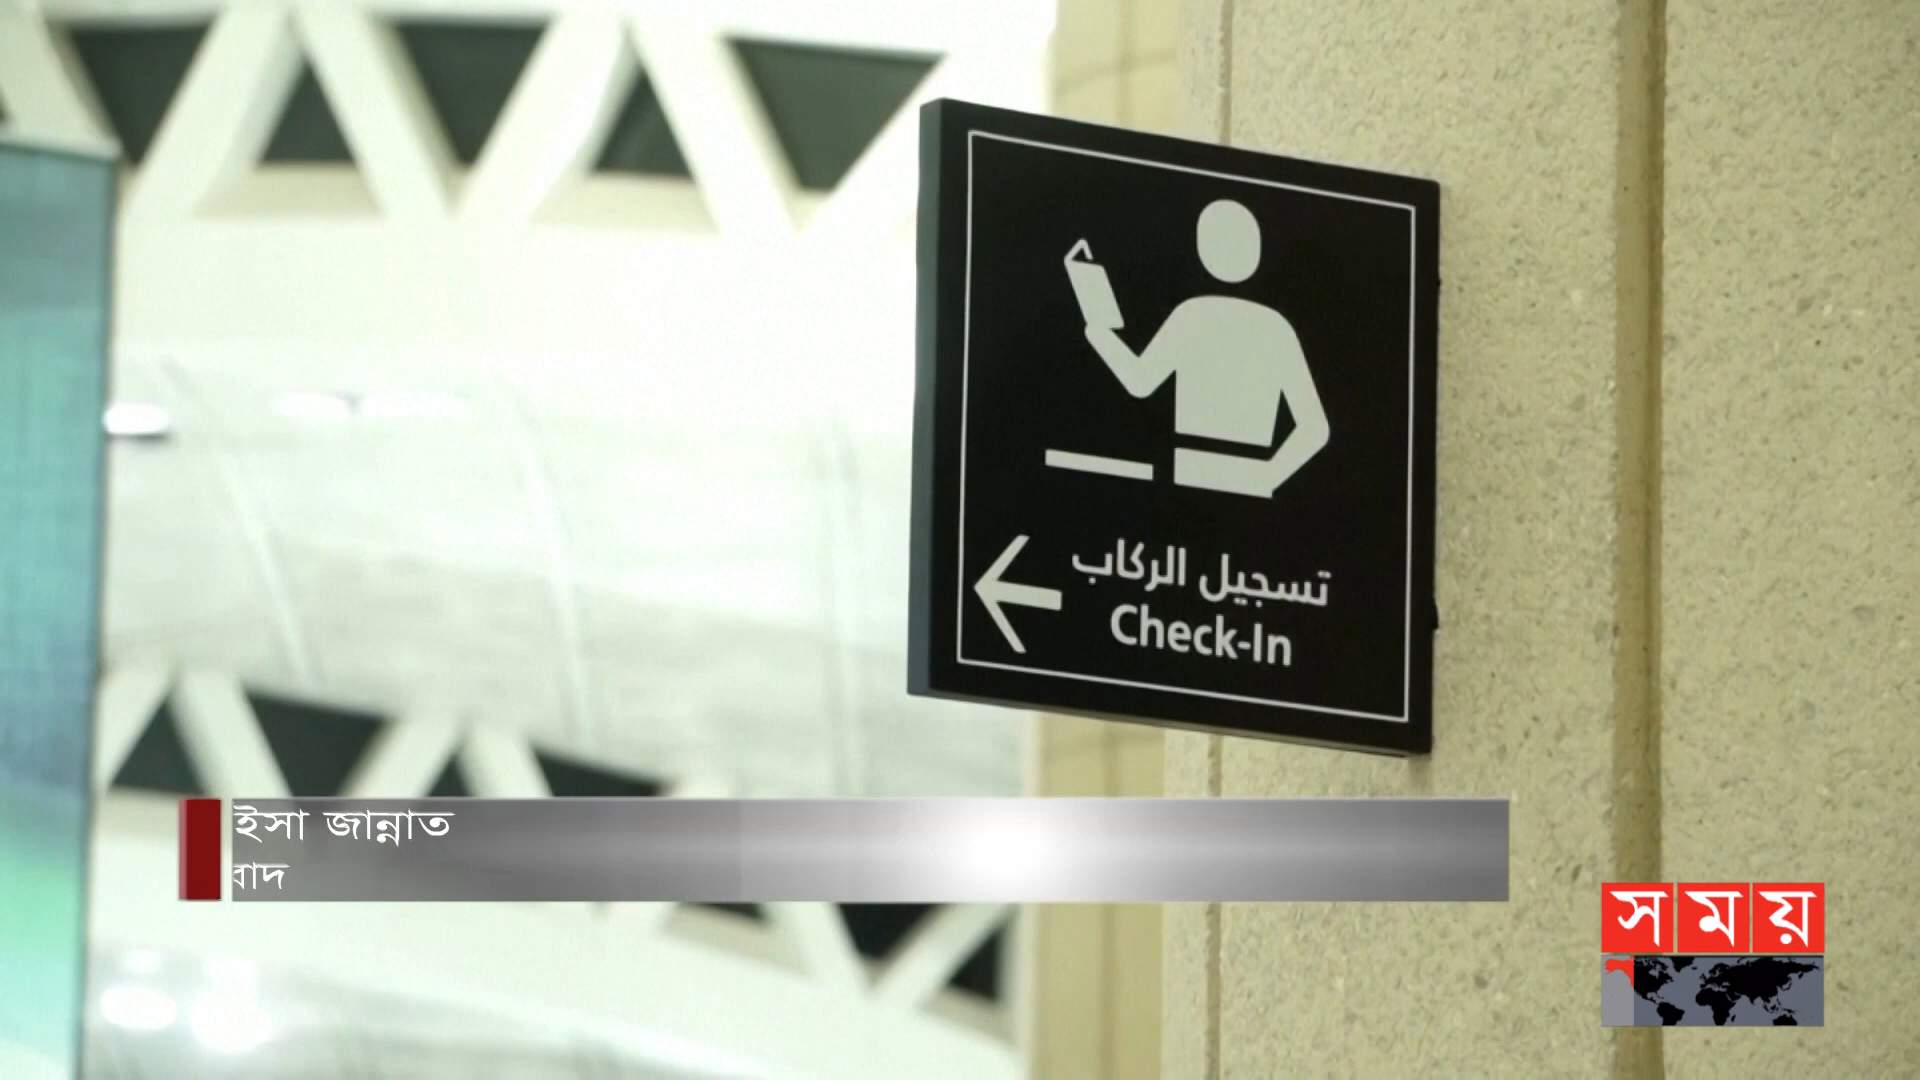 تسجيل الركاب
Check-In
ইসা জান্নাত
বাদ
সময়